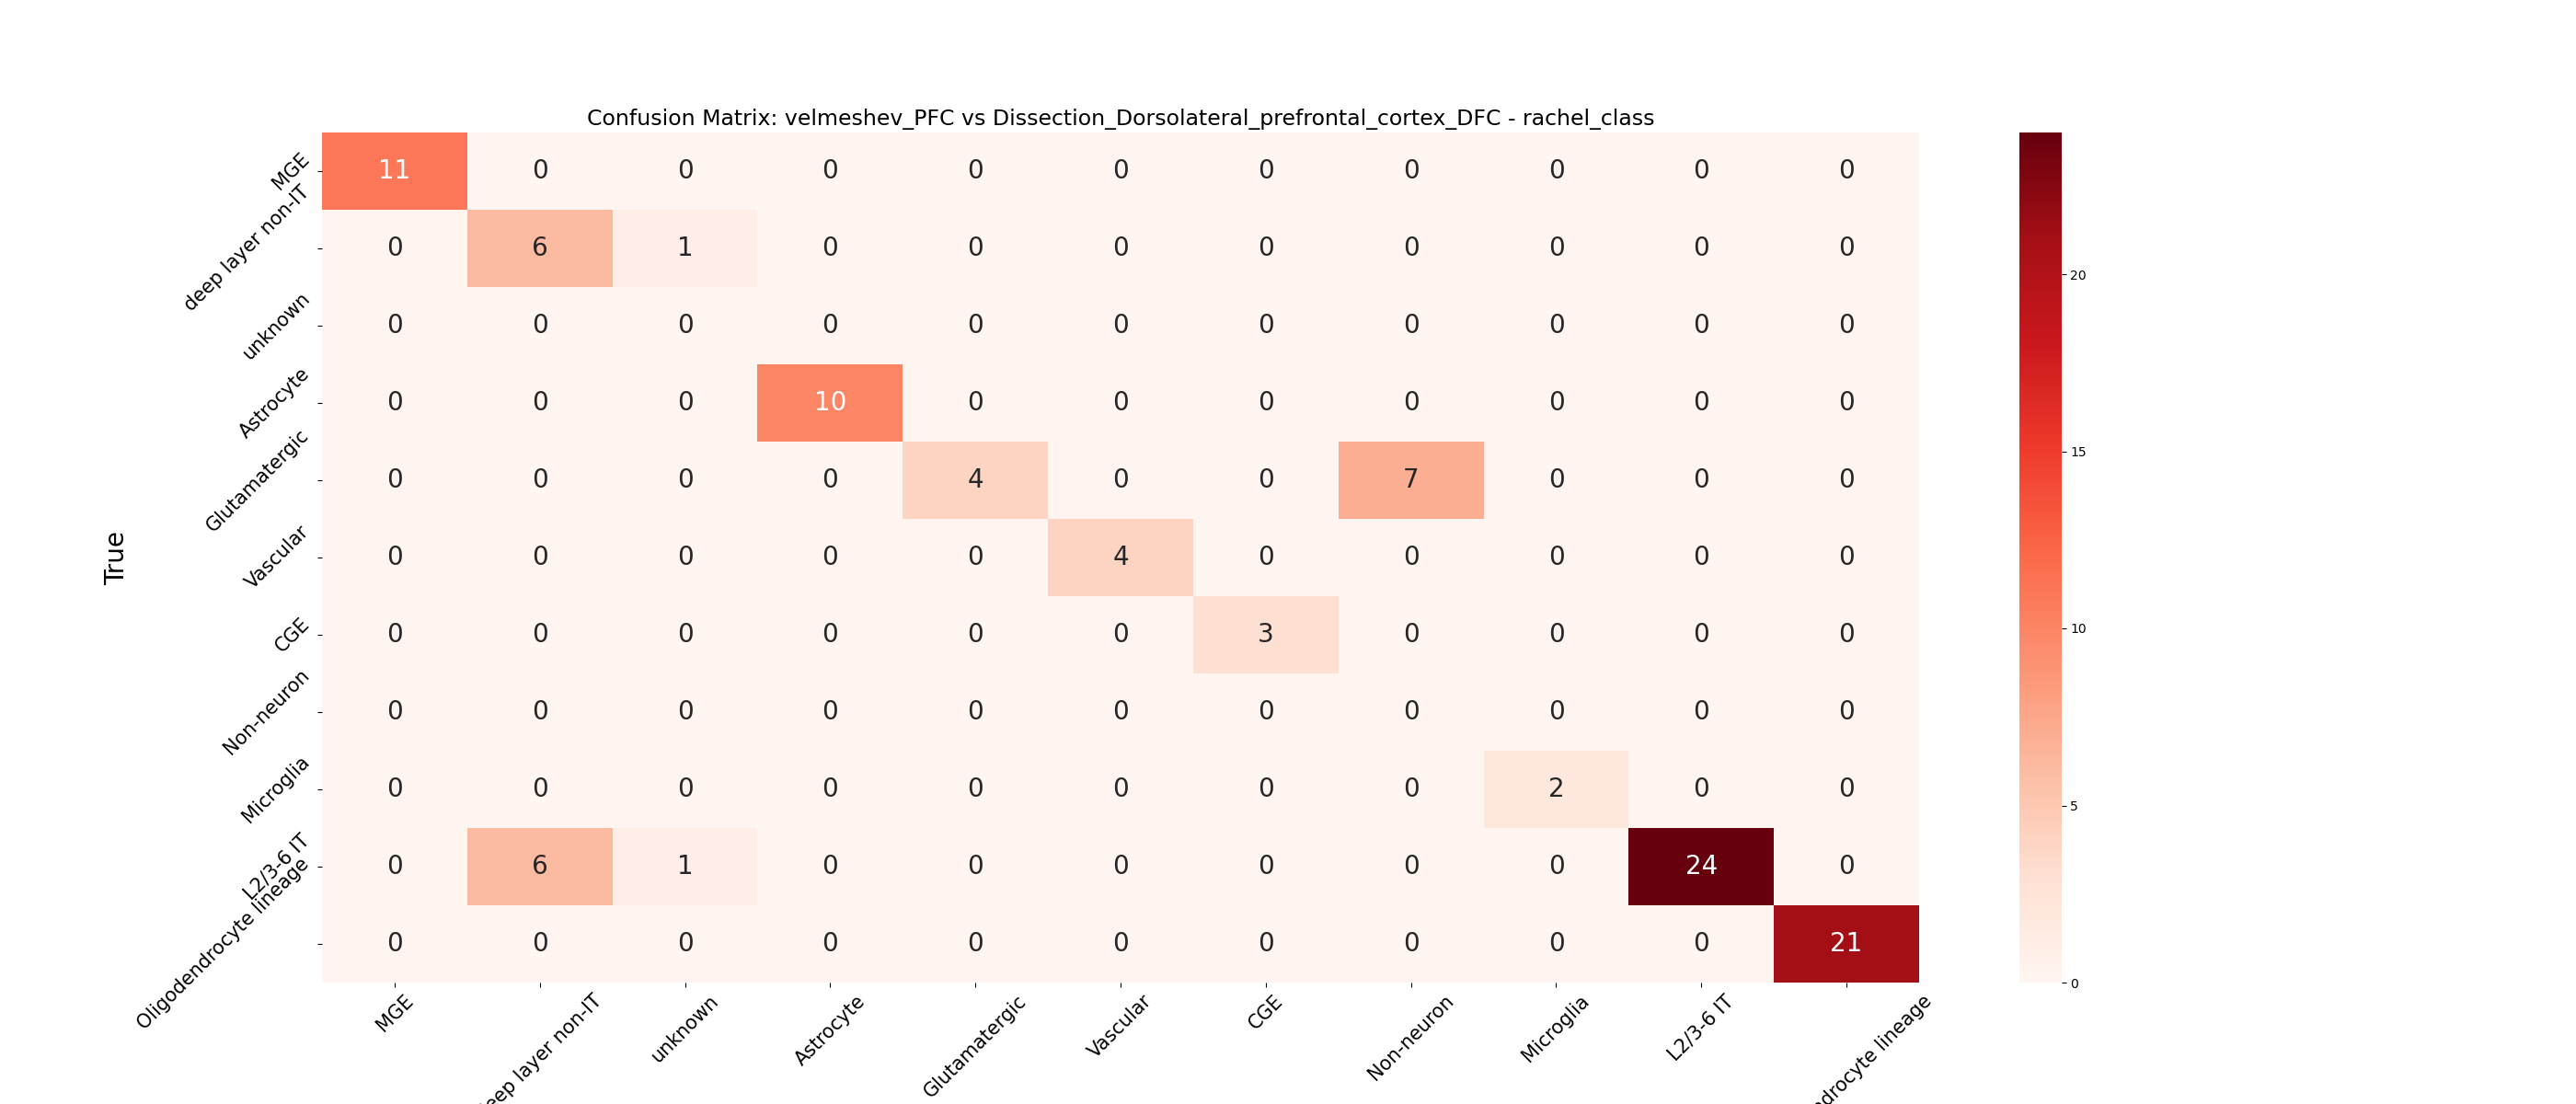 Confusion Matrix: velmeshev_PFC vs Dissection_Dorsolateral_prefrontal_cortex_DFC - rachel_class
True
MGE 11 0 0 0 0 0 0 0 0 0 0
deep layer non-IT 0 6 1 0 0 0 0 0 0 0 0
unknown 0 0 0 0 0 0 0 0 0 0 0
Astrocyte 0 0 0 10 0 0 0 0 0 0 0
Glutamatergic 0 0 0 0 4 0 0 7 0 0 0
Vascular 0 0 0 0 0 4 0 0 0 0 0
CGE 0 0 0 0 0 0 3 0 0 0 0
Non-neuron 0 0 0 0 0 0 0 0 0 0 0
Microglia 0 0 0 0 0 0 0 0 2 0 0
L2/3-6 IT 0 6 1 0 0 0 0 0 0 24 0
Oligodendrocyte lineage 0 0 0 0 0 0 0 0 0 0 21
MGE eep layer non-IT unknown Astrocyte Glutamatergic Vascular CGE Non-neuron Microglia L2/3-6 IT ndrocyte lineage
20
15
10
5
0